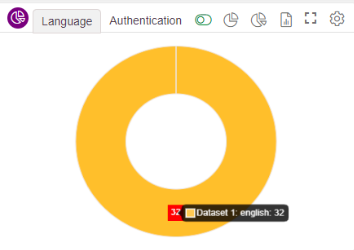 Language Authentication
32 Dataset 1: english: 32